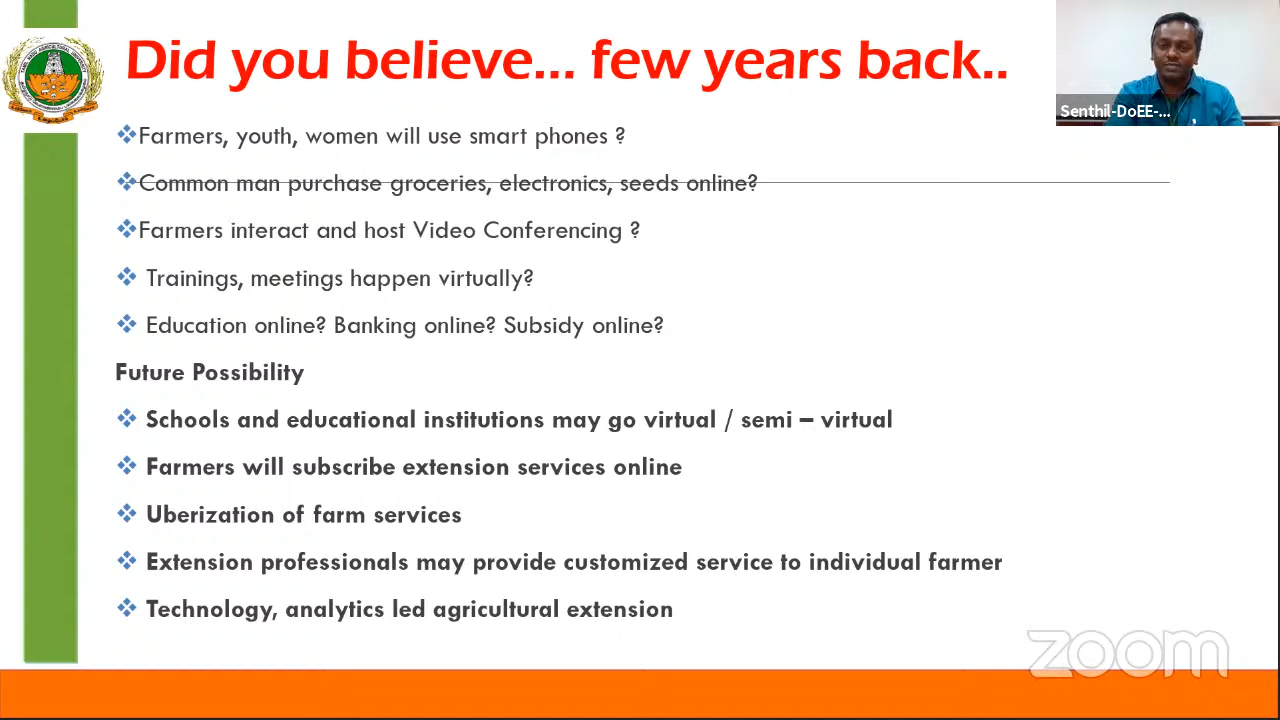 Did you believe... few years back..
Senthil-DoEE-...
Farmers, youth, women will use smart phones ?
Common man purchase groceries, electronics, seeds online?
Farmers interact and host Video Conferencing ?
Trainings, meetings happen virtually?
Education online? Banking online? Subsidy online?
Future Possibility
Schools and educational institutions may go virtual / semi – virtual
Farmers will subscribe extension services online
Uberization of farm services
Extension professionals may provide customized service to individual farmer
Technology, analytics led agricultural extension
zoom